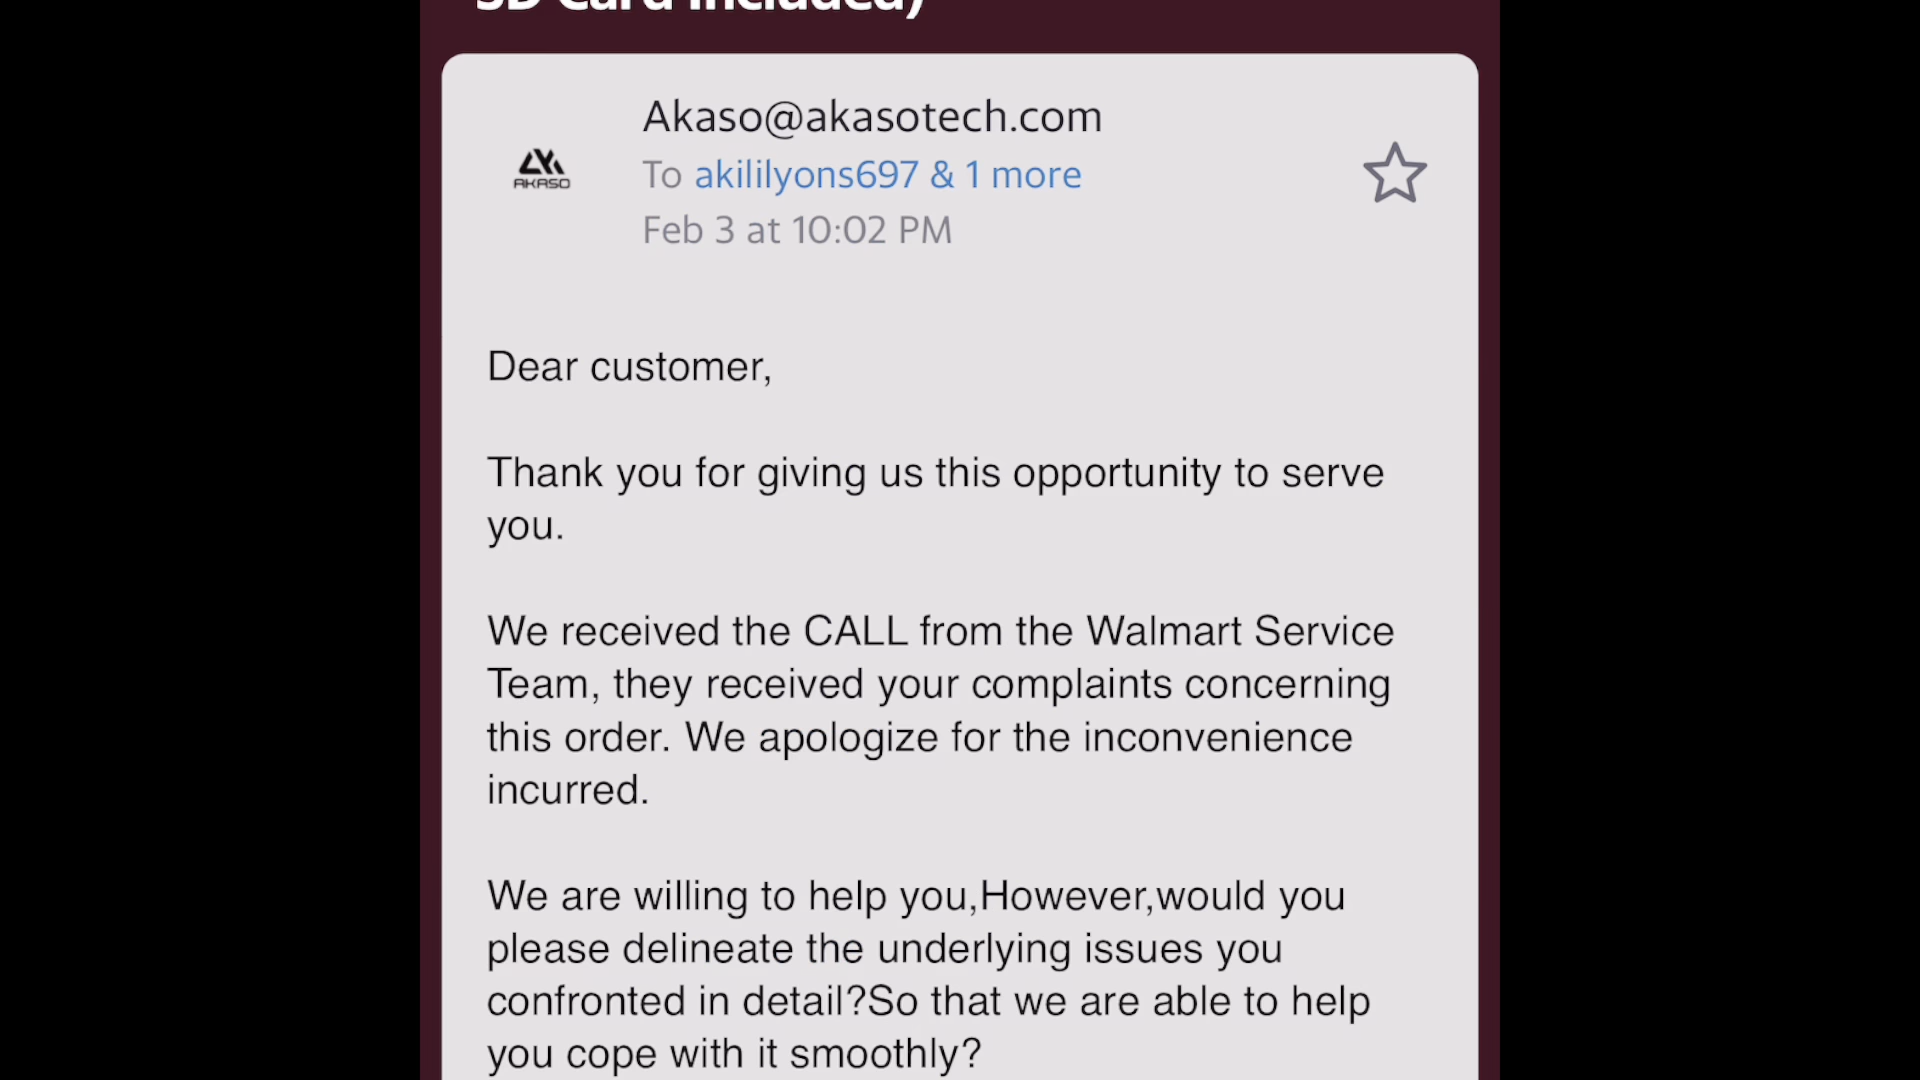 SD Card Included)
Akaso@akasotech.com
AKASO
To akililyons697 & 1 more
Feb 3 at 10:02 PM
Dear customer,
Thank you for giving us this opportunity to serve
you.
We received the CALL from the Walmart Service
Team, they received your complaints concerning
this order. We apologize for the inconvenience
incurred.
We are willing to help you,However,would you
please delineate the underlying issues you
confronted in detail?So that we are able to help
you cope with it smoothly?